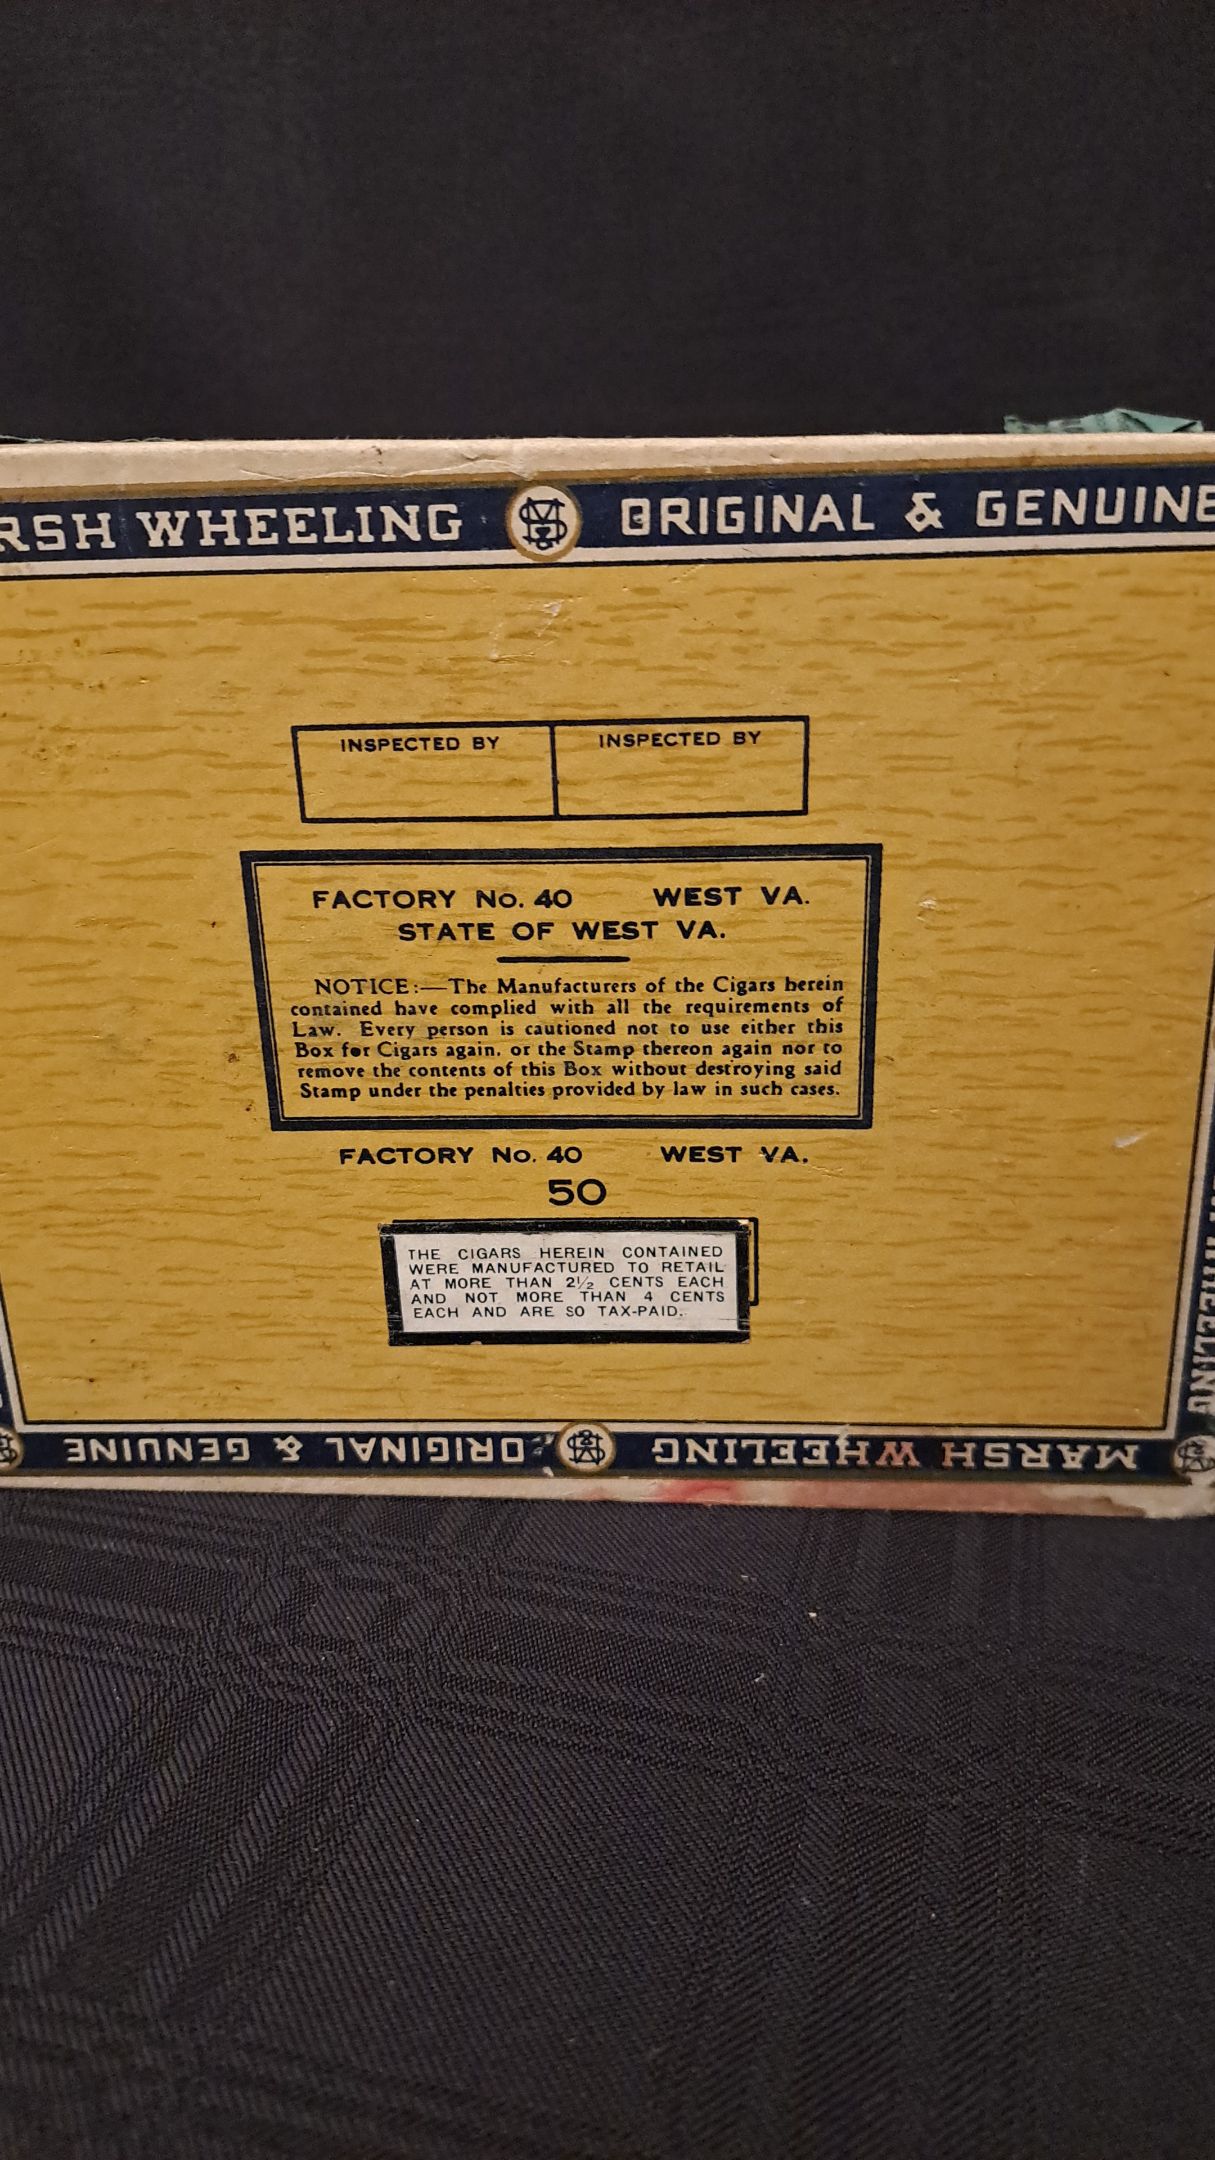 RSH WHEELING MS&S ORIGINAL & GENUINE
INSPECTED BY INSPECTED BY
FACTORY No. 40 WEST VA.
STATE OF WEST VA.
NOTICE:—The Manufacturers of the Cigars herein
contained have complied with all the requirements of
Law. Every person is cautioned not to use either this
Box for Cigars again, or the Stamp thereon again nor to
remove the contents of this Box without destroying said
Stamp under the penalties provided by law in such cases.
FACTORY No. 40 WEST VA.
50
THE CIGARS HEREIN CONTAINED
WERE MANUFACTURED TO RETAIL
AT MORE THAN 2½ CENTS EACH
AND NOT MORE THAN 4 CENTS
EACH AND ARE SO TAX-PAID.
MARSH WHEELING ORIGINAL & GENUINE
WHEELING